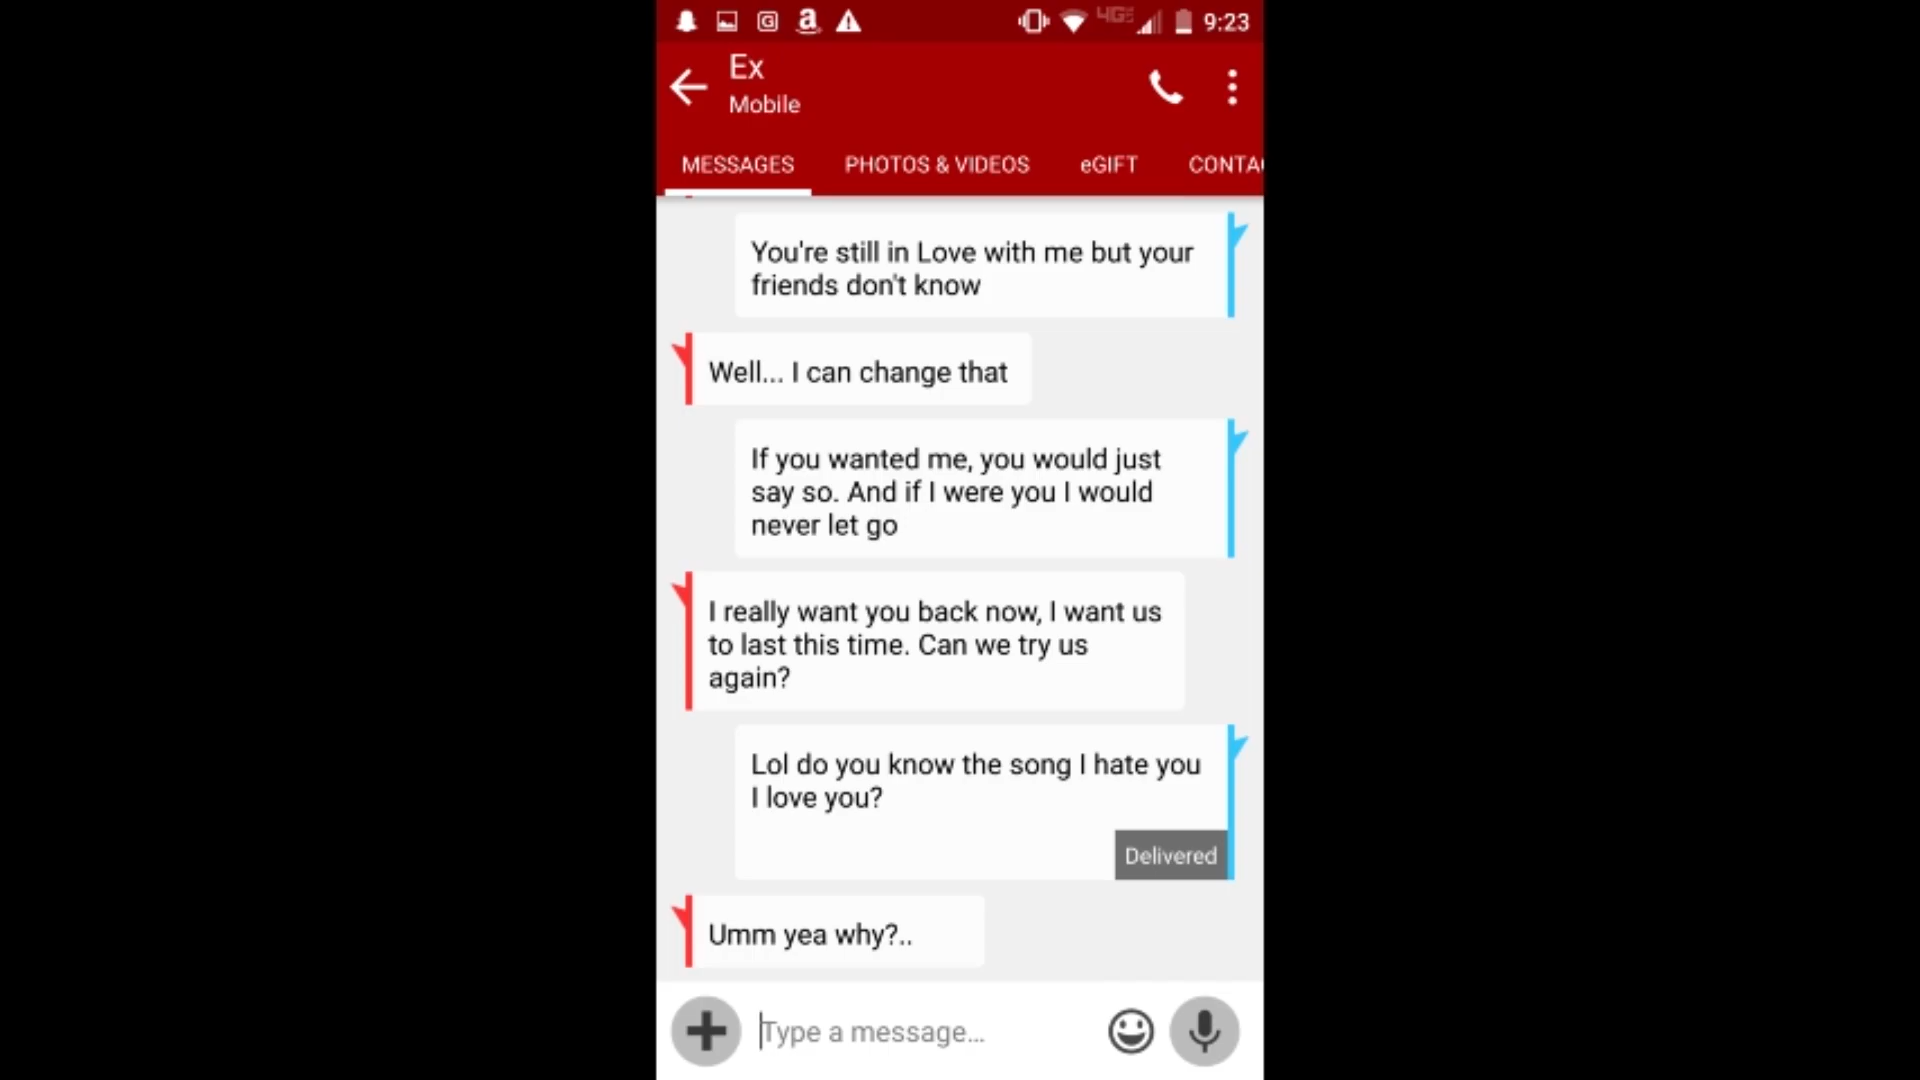 4G
9:23
Ex
Mobile
MESSAGES PHOTOS & VIDEOS eGIFT CONTA
You're still in Love with me but your
friends don't know
Well... I can change that
If you wanted me, you would just
say so. And if I were you I would
never let go
I really want you back now, I want us
to last this time. Can we try us
again?
Lol do you know the song I hate you
I love you?
Delivered
Umm yea why?..
Type a message...